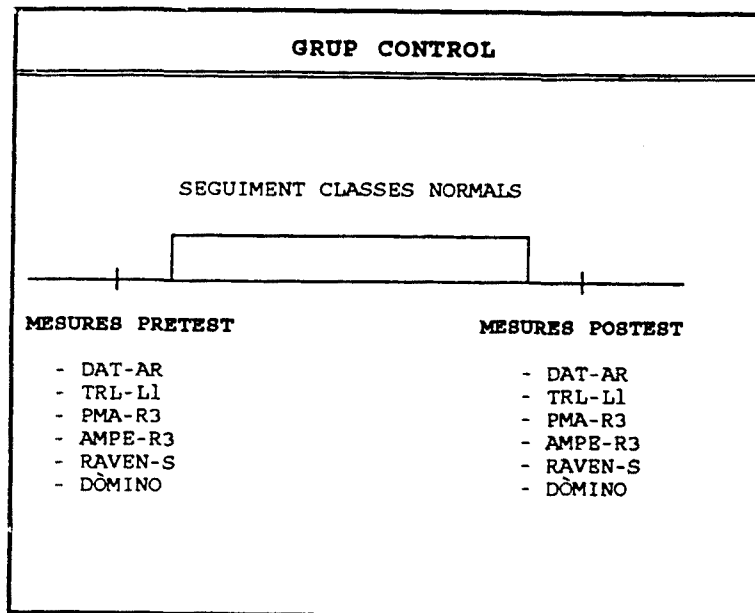 GRUP CONTROL
SEGUIMENT CLASSES NORMALS
MESURES PRETEST
- DAT-AR
- TRL-L1
- PMA-R3
- AMPE-R3
- RAVEN-S
- DÒMINO
MESURES POSTEST
- DAT-AR
- TRL-L1
- PMA-R3
- AMPE-R3
- RAVEN-S
- DÒMINO